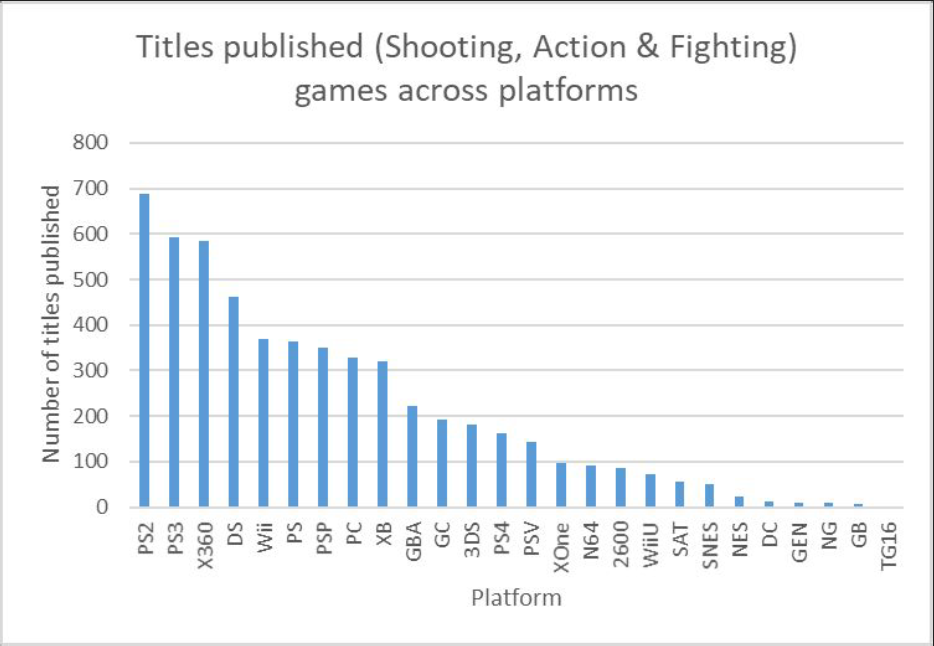 Titles published (Shooting, Action & Fighting)
games across platforms
Number of titles published
800
700
600
500
400
300
200
100
0
PS2
PS3
X360
DS
Wii
PS
PSP
PC
XB
GBA
GC
3DS
PS4
PSV
XOne
N64
2600
WiiU
SAT
SNES
NES
DC
GEN
NG
GB
TG16
Platform